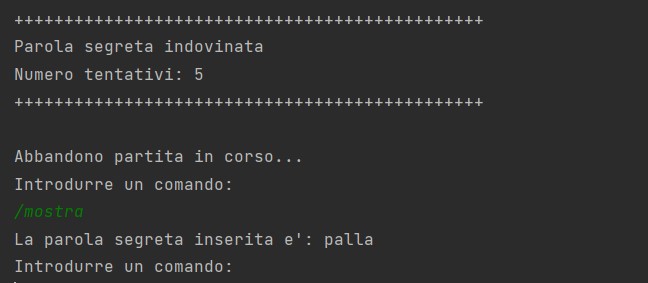 +++++++++++++++++++++++++++++++++++++++++++++++
Parola segreta indovinata
Numero tentativi: 5
+++++++++++++++++++++++++++++++++++++++++++++++
Abbandono partita in corso...
Introdurre un comando:
/mostra
La parola segreta inserita e': palla
Introdurre un comando: